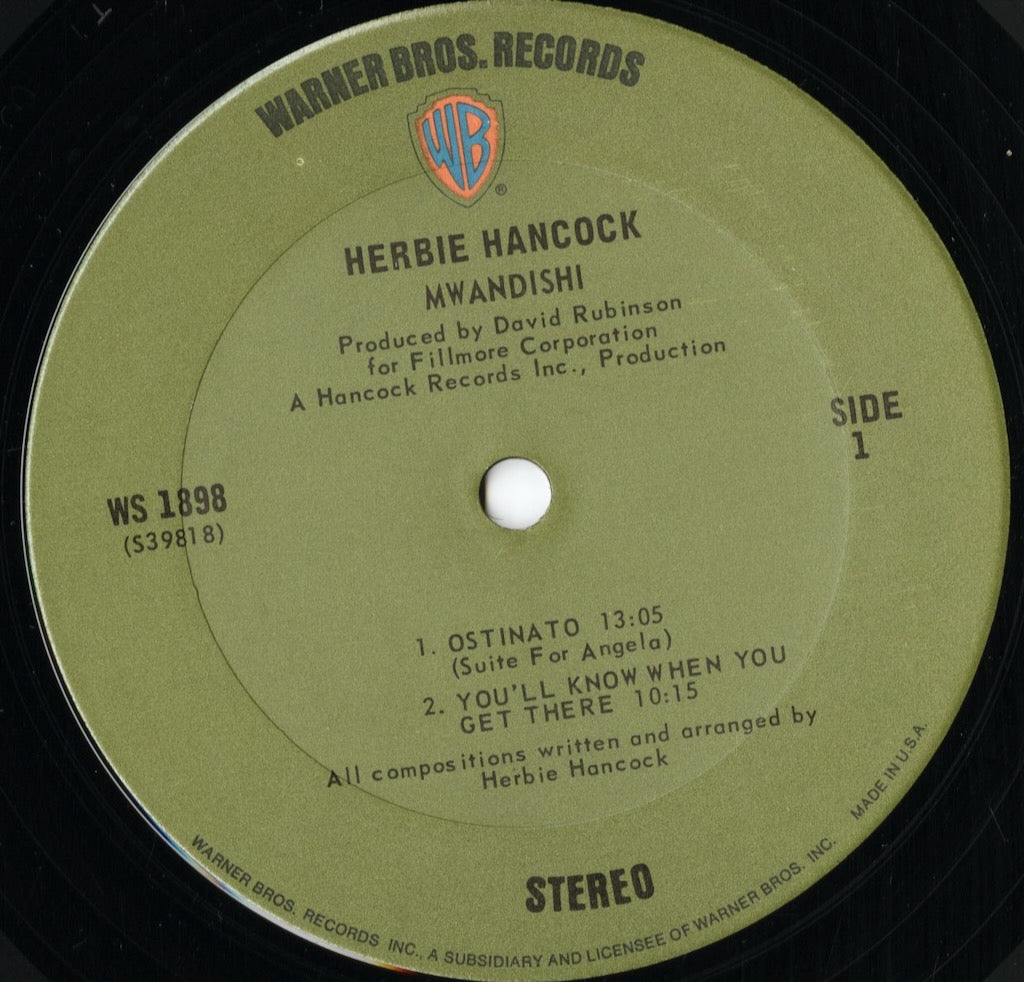 WARNER BROS. RECORDS
WB
®
HERBIE HANCOCK
MWANDISHI
Produced by David Rubinson
for Fillmore Corporation
A Hancock Records Inc., Production
SIDE
1
WS 1898
(S39818)
1. OSTINATO 13:05
(Suite For Angela)
2. YOU'LL KNOW WHEN YOU
GET THERE 10:15
All compositions written and arranged by
Herbie Hancock
STEREO
WARNER BROS. RECORDS INC., A SUBSIDIARY AND LICENSEE OF WARNER BROS. INC. MADE IN U.S.A.